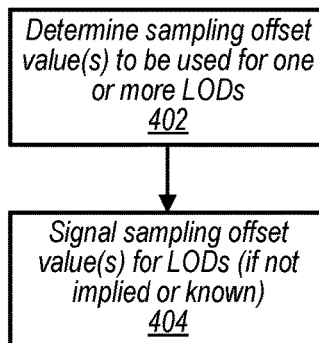 Determine sampling offset
value(s) to be used for one
or more LODs
402
Signal sampling offset
value(s) for LODs (if not
implied or known)
404